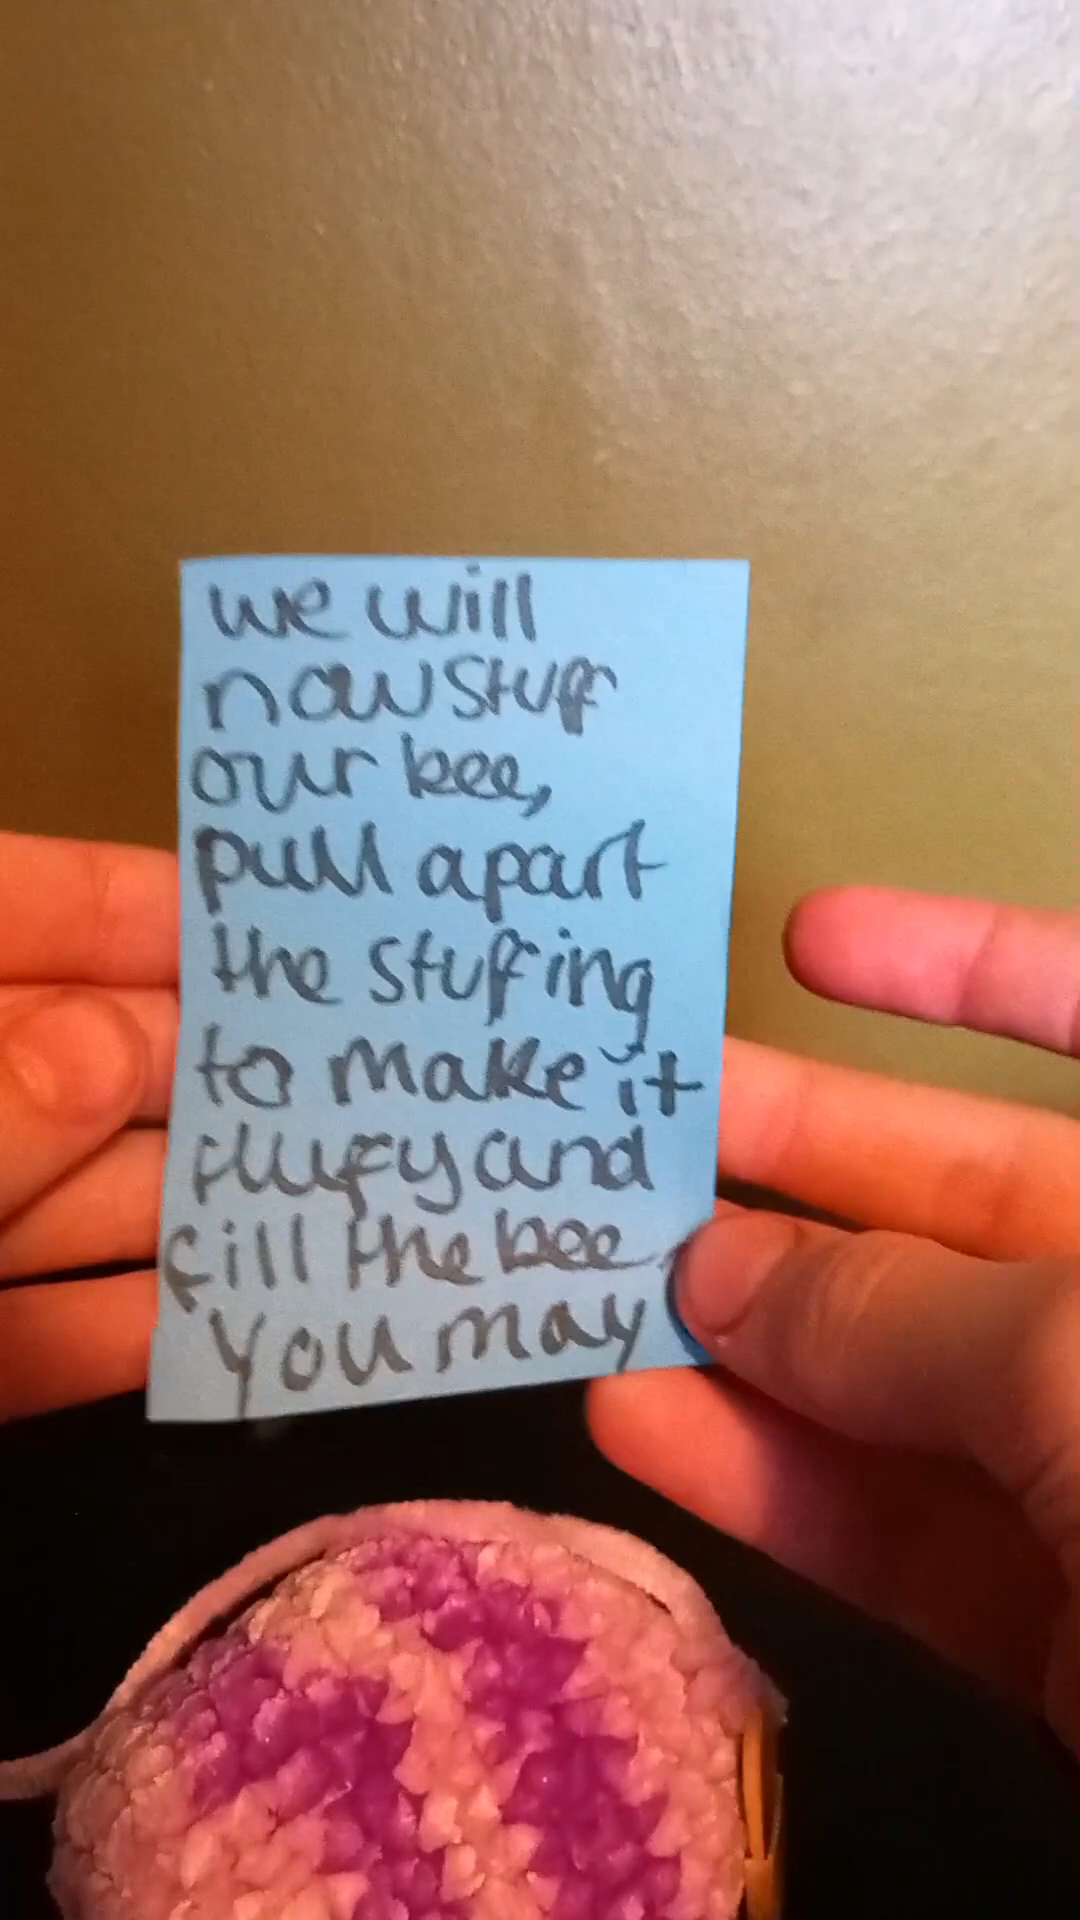 we will
now stuff
our bee,
pull apart
the stuffing
to make it
fluffy and
fill the bee.
You may